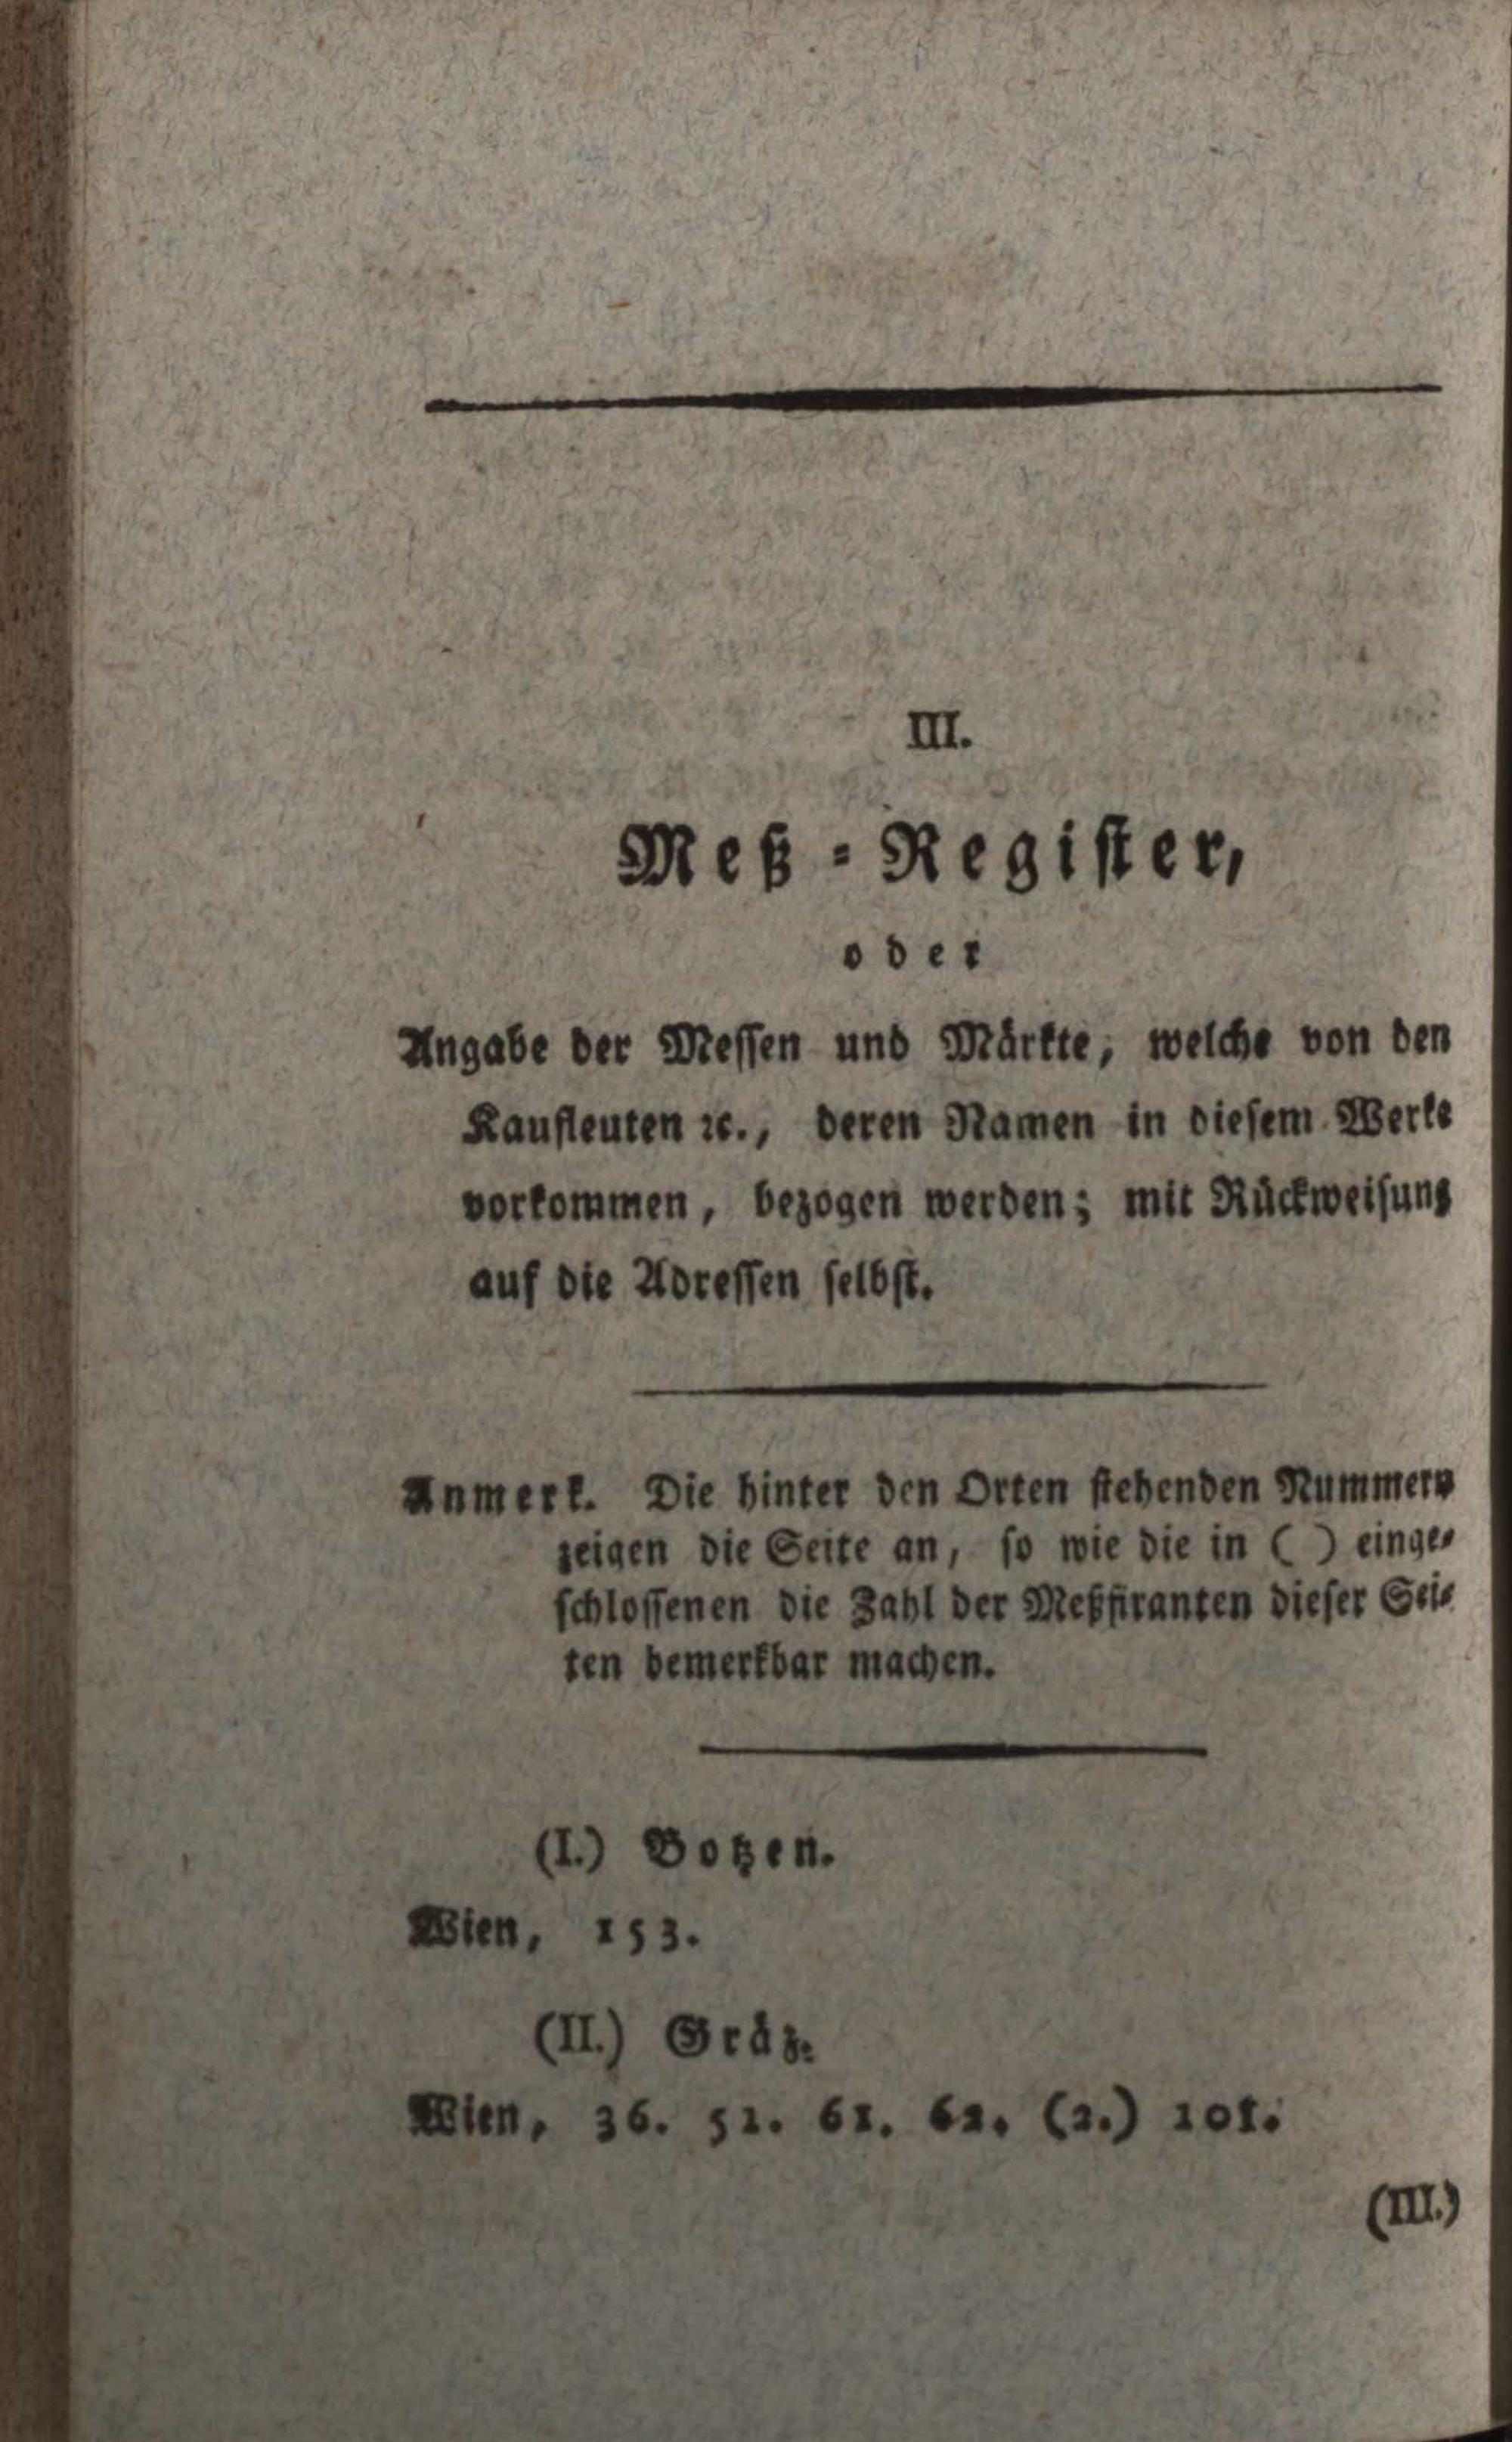 III.
Meß-Register,
oder
Angabe der Messen und Märkte, welche von den
Kaufleuten ꝛc., deren Namen in diesem Werke
vorkommen, bezogen werden; mit Rückweisung
auf die Adressen selbst.
Anmerk. Die hinter den Orten stehenden Nummern
zeigen die Seite an, so wie die in ( ) einge-
schlossenen die Zahl der Meßfiranten dieser Sei-
ten bemerkbar machen.
(I.) Botzen.
Wien, 153.
(II.) Gräz.
Wien, 36. 52. 61. 62. (2.) 101.
(III.)